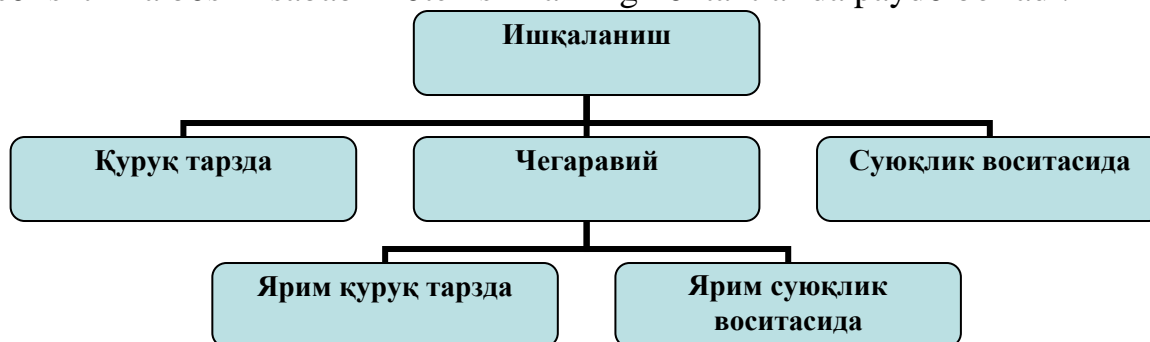 Ишқаланиш
Қуруқ тарзда
Чегаравий
Суюқлик воситасида
Ярим қуруқ тарзда
Ярим суюқлик
воситасида